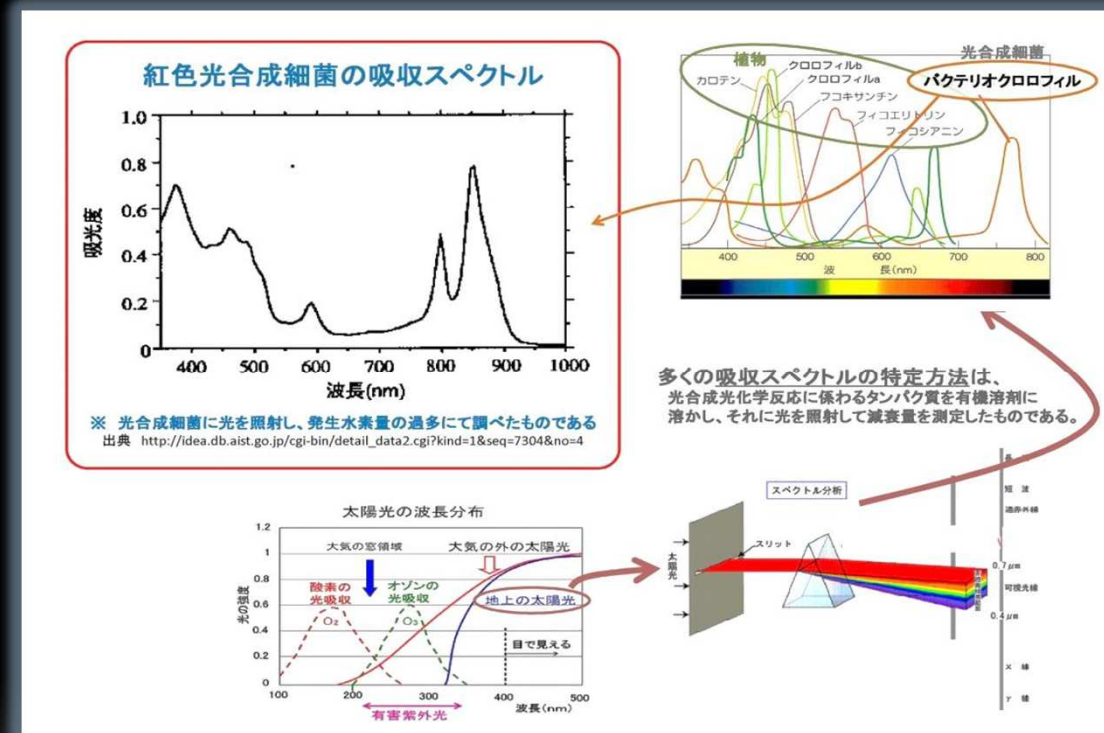 紅色光合成細菌の吸収スペクトル
1.0
0.8
0.6
0.4
0.2
0
吸光度
400 500 600 700 800 900 1000
波長(nm)
※ 光合成細菌に光を照射し、発生水素量の過多にて調べたものである
出典 http://idea.db.aist.go.jp/cgi-bin/detail_data2.cgi?kind=1&seq=7304&no=4
植物
光合成細菌
バクテリオクロロフィル
クロロフィルb
カロテン
クロロフィルa
フコキサンチン
フィコエリトリン
フィコシアニン
400 500 600 700 800
波 長(nm)
多くの吸収スペクトルの特定方法は、
光合成光化学反応に係わるタンパク質を有機溶剤に
溶かし、それに光を照射して減衰量を測定したものである。
太陽光の波長分布
1.2
1
0.8
0.6
0.4
0.2
0
光の強度
大気の窓領域
大気の外の太陽光
酸素の
光吸収
O₂
オゾンの
光吸収
O₃
地上の太陽光
目で見える
100 200 300 400 500
波長(nm)
有害紫外光
スペクトル分析
太陽光
スリット
長
短 波
遠赤外線
0.7μm
可視光線
0.4μm
X 線
γ 線